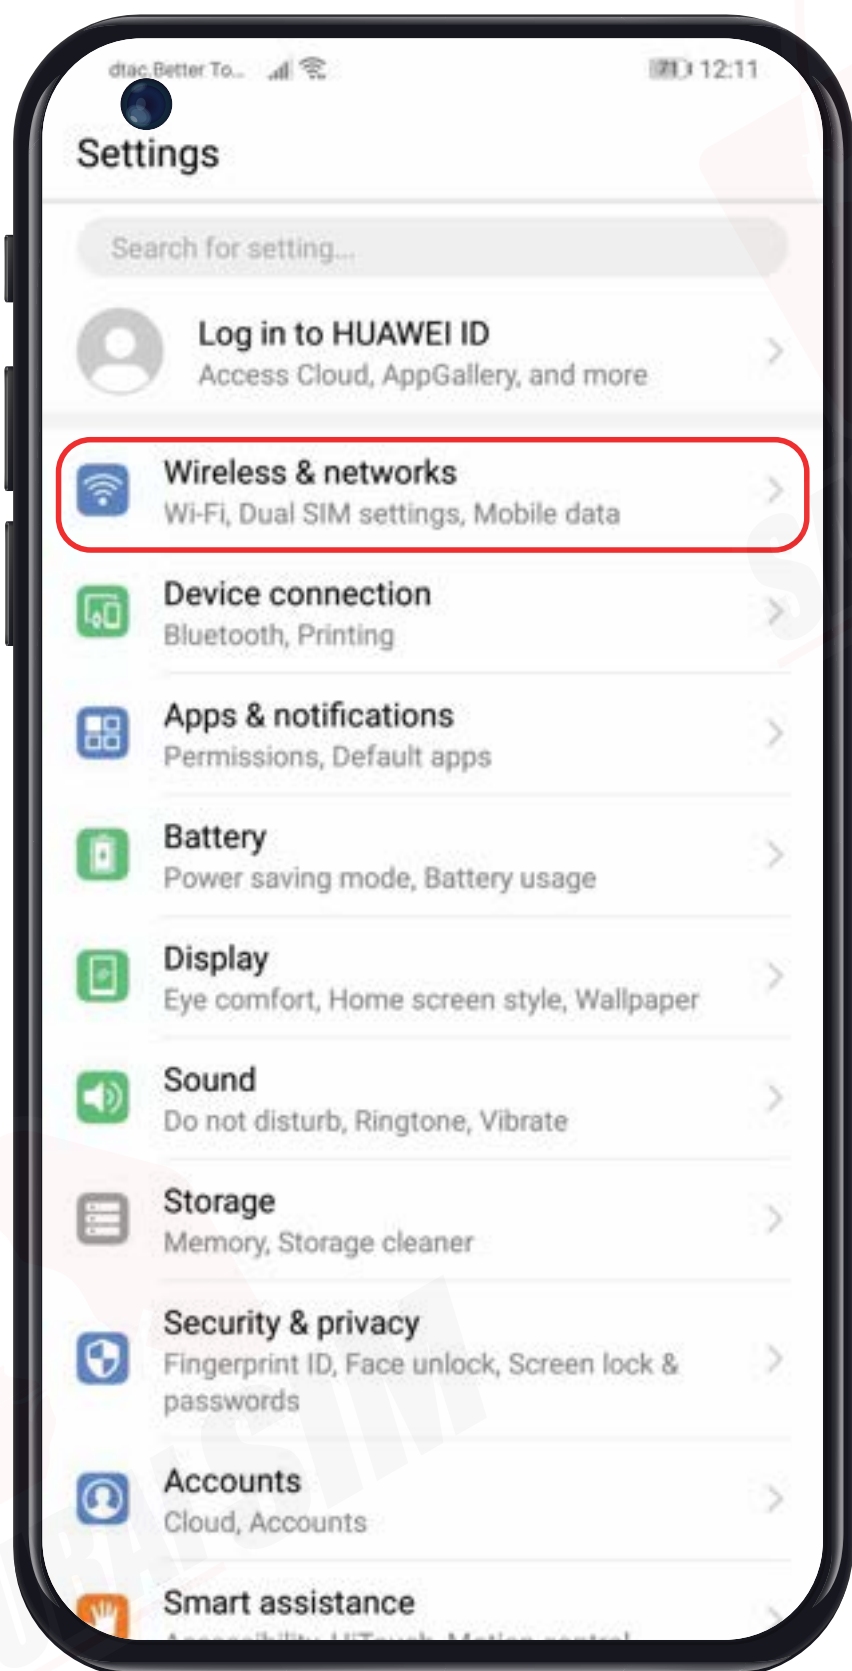 dtac Better To...
71 12:11
Settings
Search for setting...
Log in to HUAWEI ID
Access Cloud, AppGallery, and more
Wireless & networks
Wi-Fi, Dual SIM settings, Mobile data
Device connection
Bluetooth, Printing
Apps & notifications
Permissions, Default apps
Battery
Power saving mode, Battery usage
Display
Eye comfort, Home screen style, Wallpaper
Sound
Do not disturb, Ringtone, Vibrate
Storage
Memory, Storage cleaner
Security & privacy
Fingerprint ID, Face unlock, Screen lock &
passwords
Accounts
Cloud, Accounts
Smart assistance